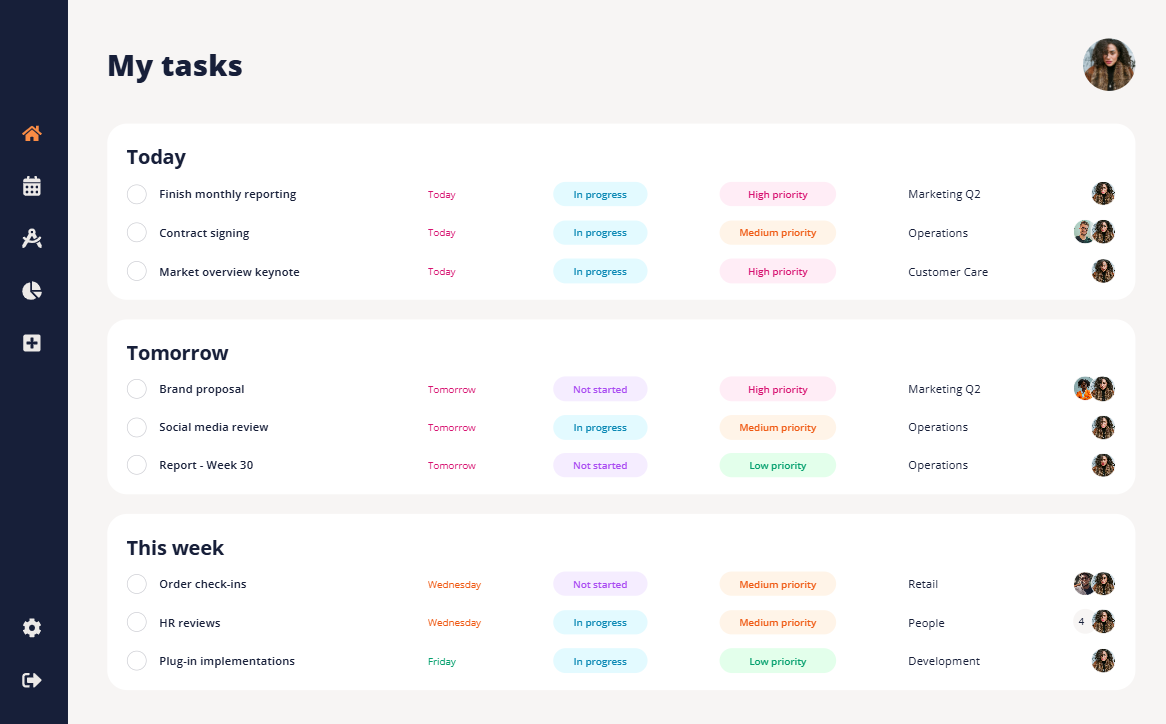 My tasks
Today
Finish monthly reporting Today In progress High priority Marketing Q2
Contract signing Today In progress Medium priority Operations
Market overview keynote Today In progress High priority Customer Care
Tomorrow
Brand proposal Tomorrow Not started High priority Marketing Q2
Social media review Tomorrow In progress Medium priority Operations
Report - Week 30 Tomorrow Not started Low priority Operations
This week
Order check-ins Wednesday Not started Medium priority Retail
HR reviews Wednesday In progress Medium priority People 4
Plug-in implementations Friday In progress Low priority Development